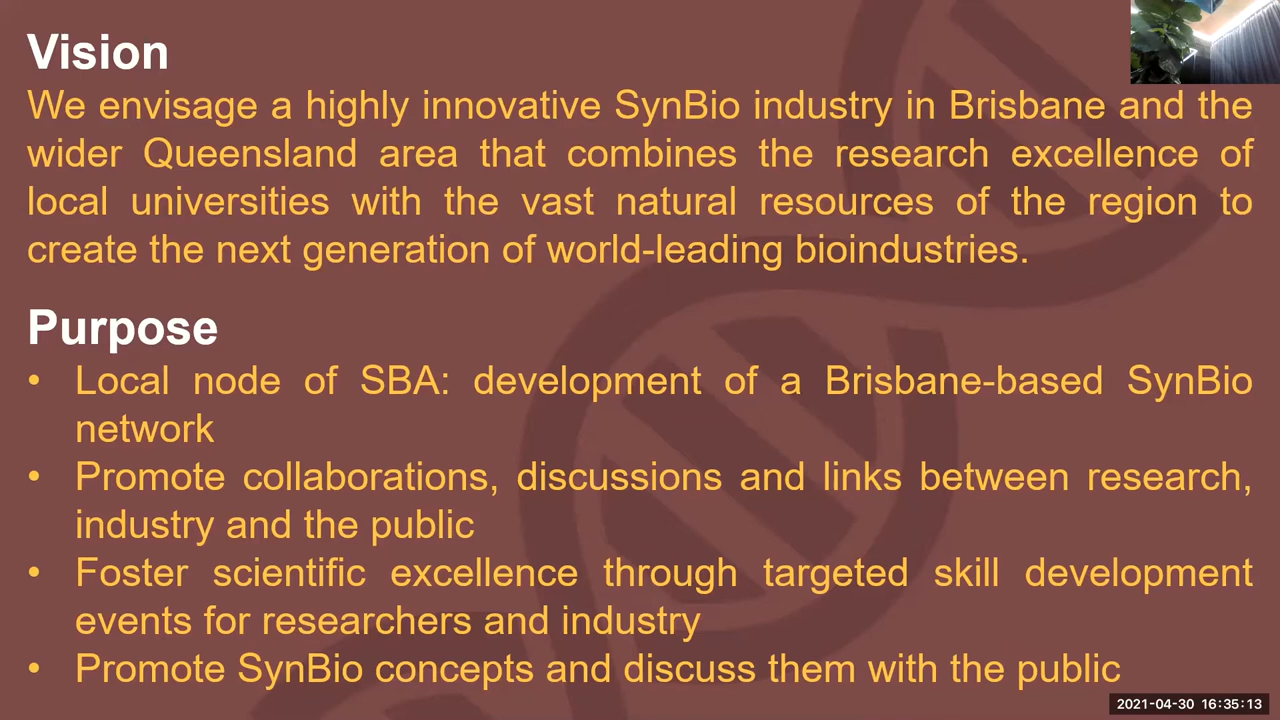 Vision
We envisage a highly innovative SynBio industry in Brisbane and the
wider Queensland area that combines the research excellence of
local universities with the vast natural resources of the region to
create the next generation of world-leading bioindustries.
Purpose
• Local node of SBA: development of a Brisbane-based SynBio
network
• Promote collaborations, discussions and links between research,
industry and the public
• Foster scientific excellence through targeted skill development
events for researchers and industry
• Promote SynBio concepts and discuss them with the public
2021-04-30 16:35:13